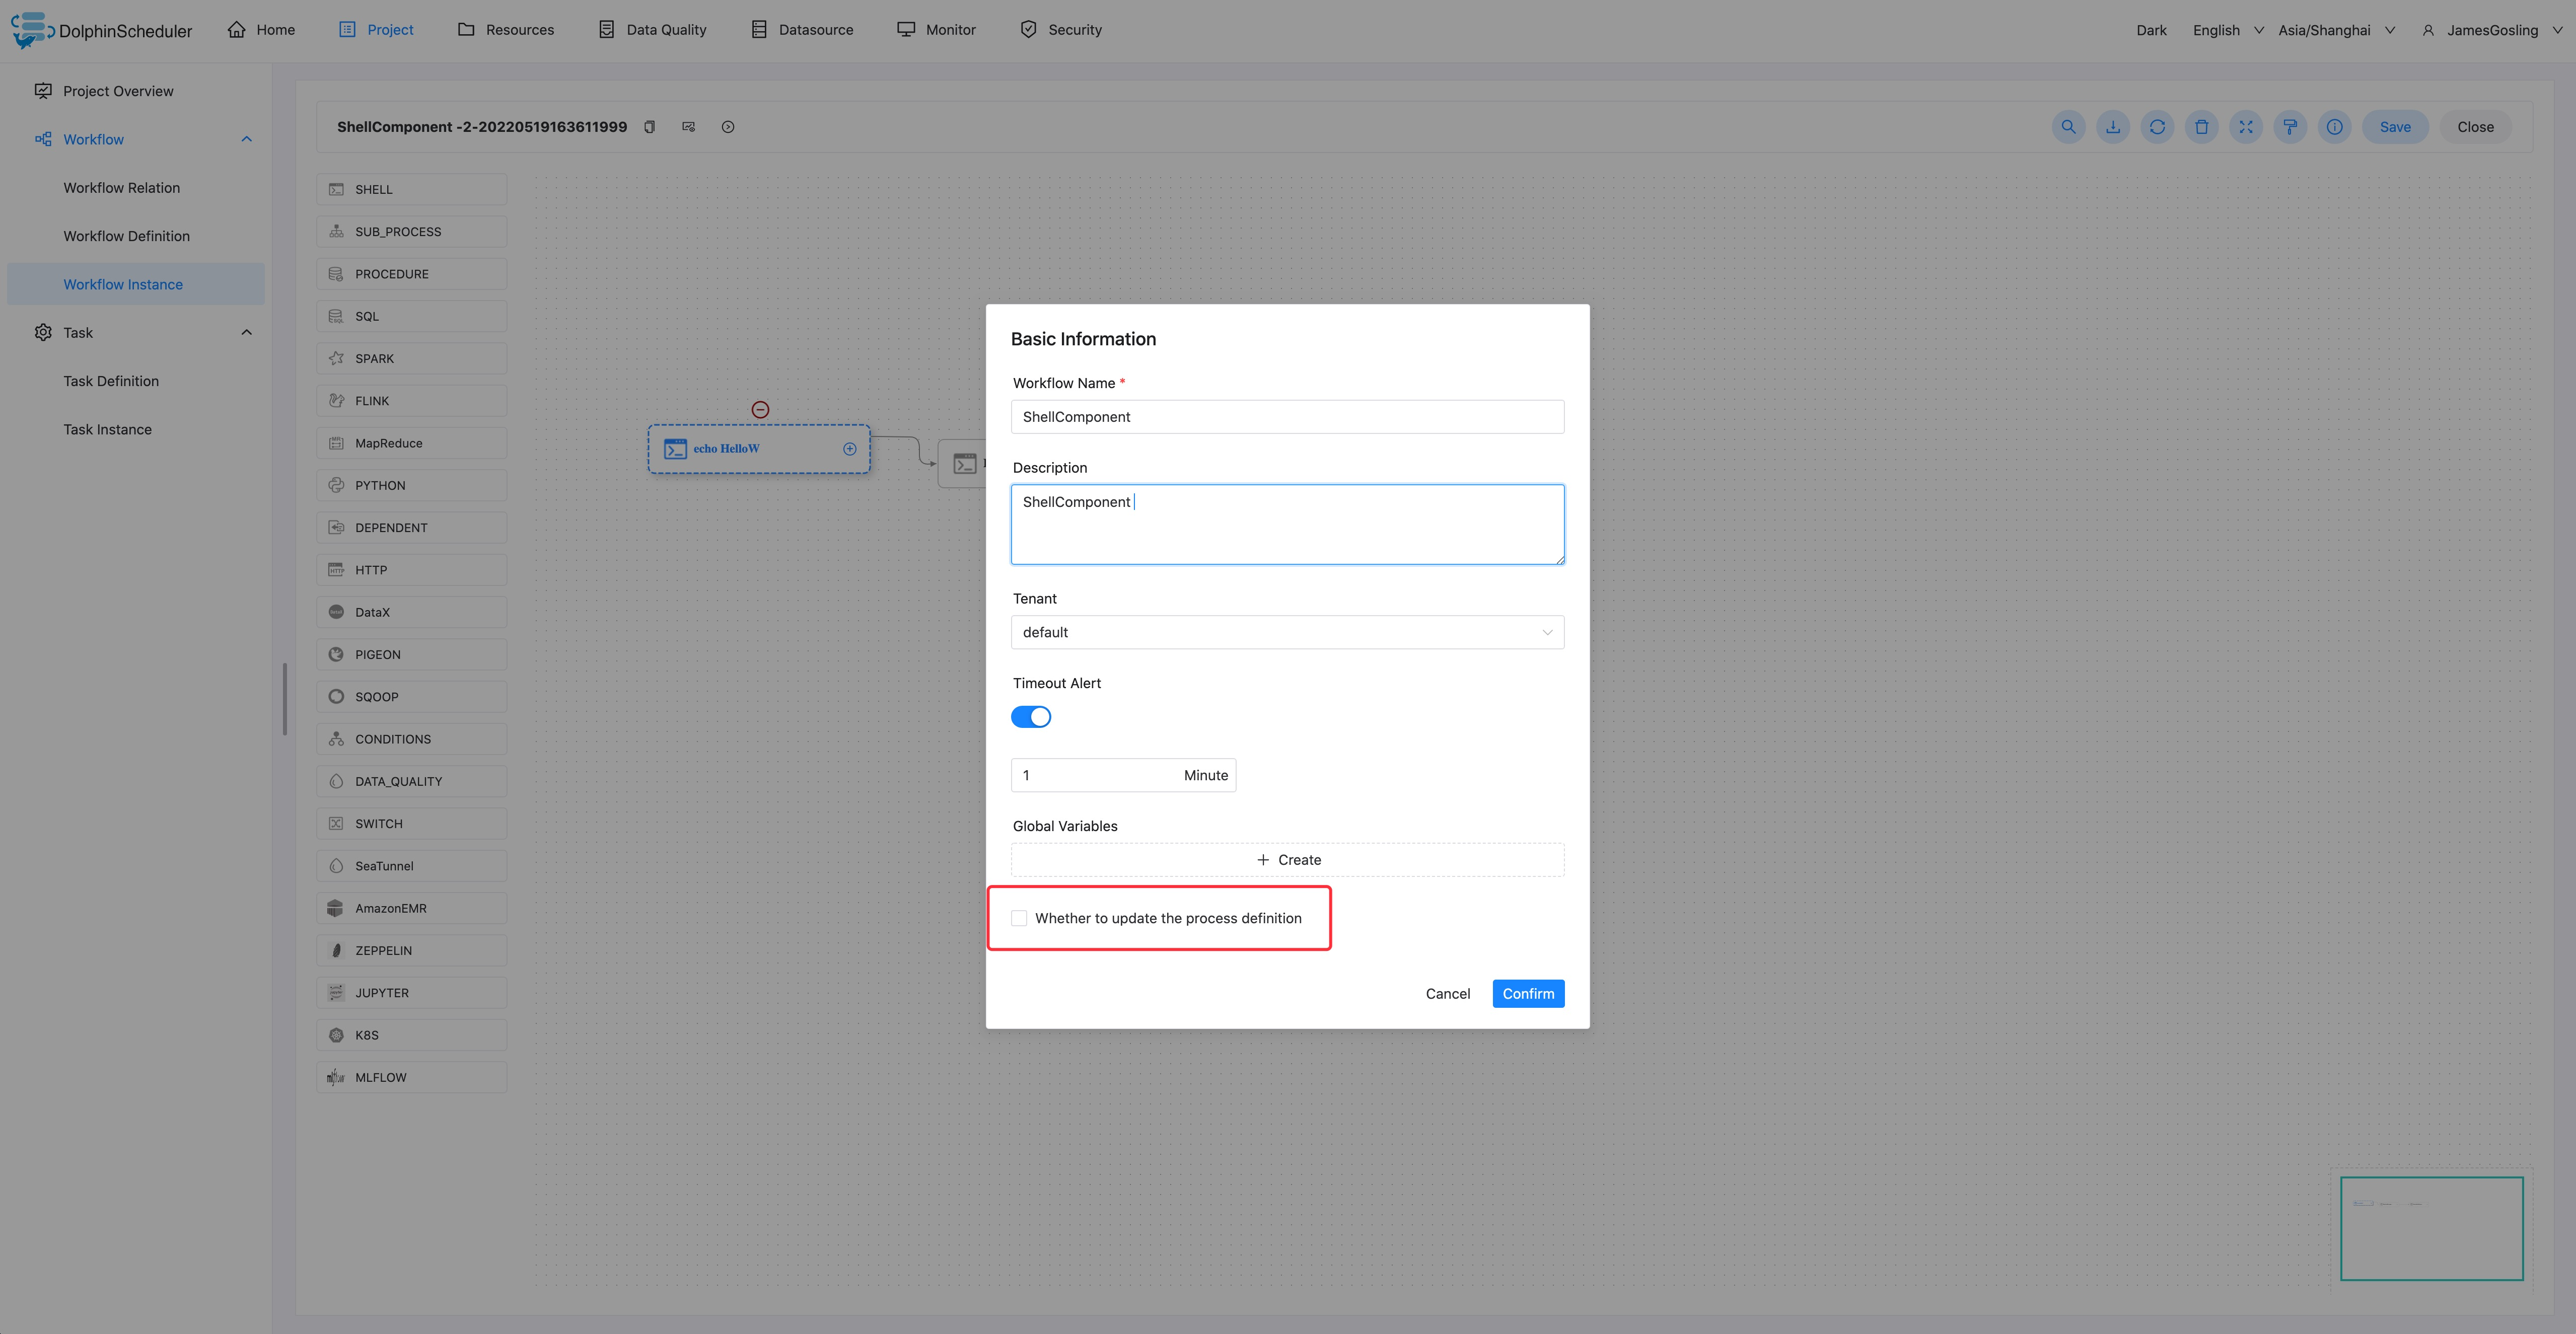 DolphinScheduler Home Project Resources Data Quality Datasource Monitor Security Dark English Asia/Shanghai JamesGosling
Project Overview
Workflow
Workflow Relation
Workflow Definition
Workflow Instance
Task
Task Definition
Task Instance
ShellComponent -2-20220519163611999 Save Close
SHELL
SUB_PROCESS
PROCEDURE
SQL
SPARK
FLINK
MapReduce
PYTHON
DEPENDENT
HTTP
DataX
PIGEON
SQOOP
CONDITIONS
DATA_QUALITY
SWITCH
SeaTunnel
AmazonEMR
ZEPPELIN
JUPYTER
K8S
MLFLOW
echo HelloW
Basic Information
Workflow Name *
ShellComponent
Description
ShellComponent
Tenant
default
Timeout Alert
1 Minute
Global Variables
+ Create
Whether to update the process definition
Cancel Confirm